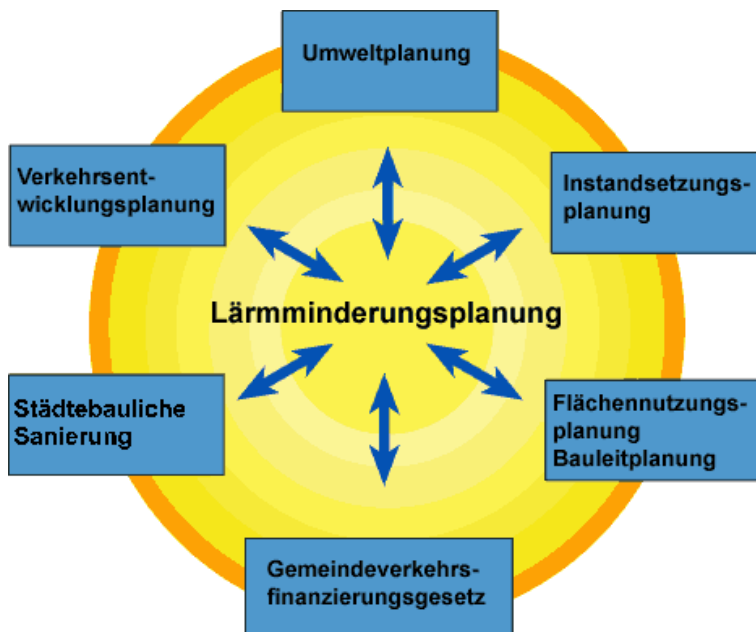 Umweltplanung
Verkehrsent-
wicklungsplanung
Instandsetzungs-
planung
Lärmminderungsplanung
Städtebauliche
Sanierung
Flächennutzungs-
planung
Bauleitplanung
Gemeindeverkehrs-
finanzierungsgesetz